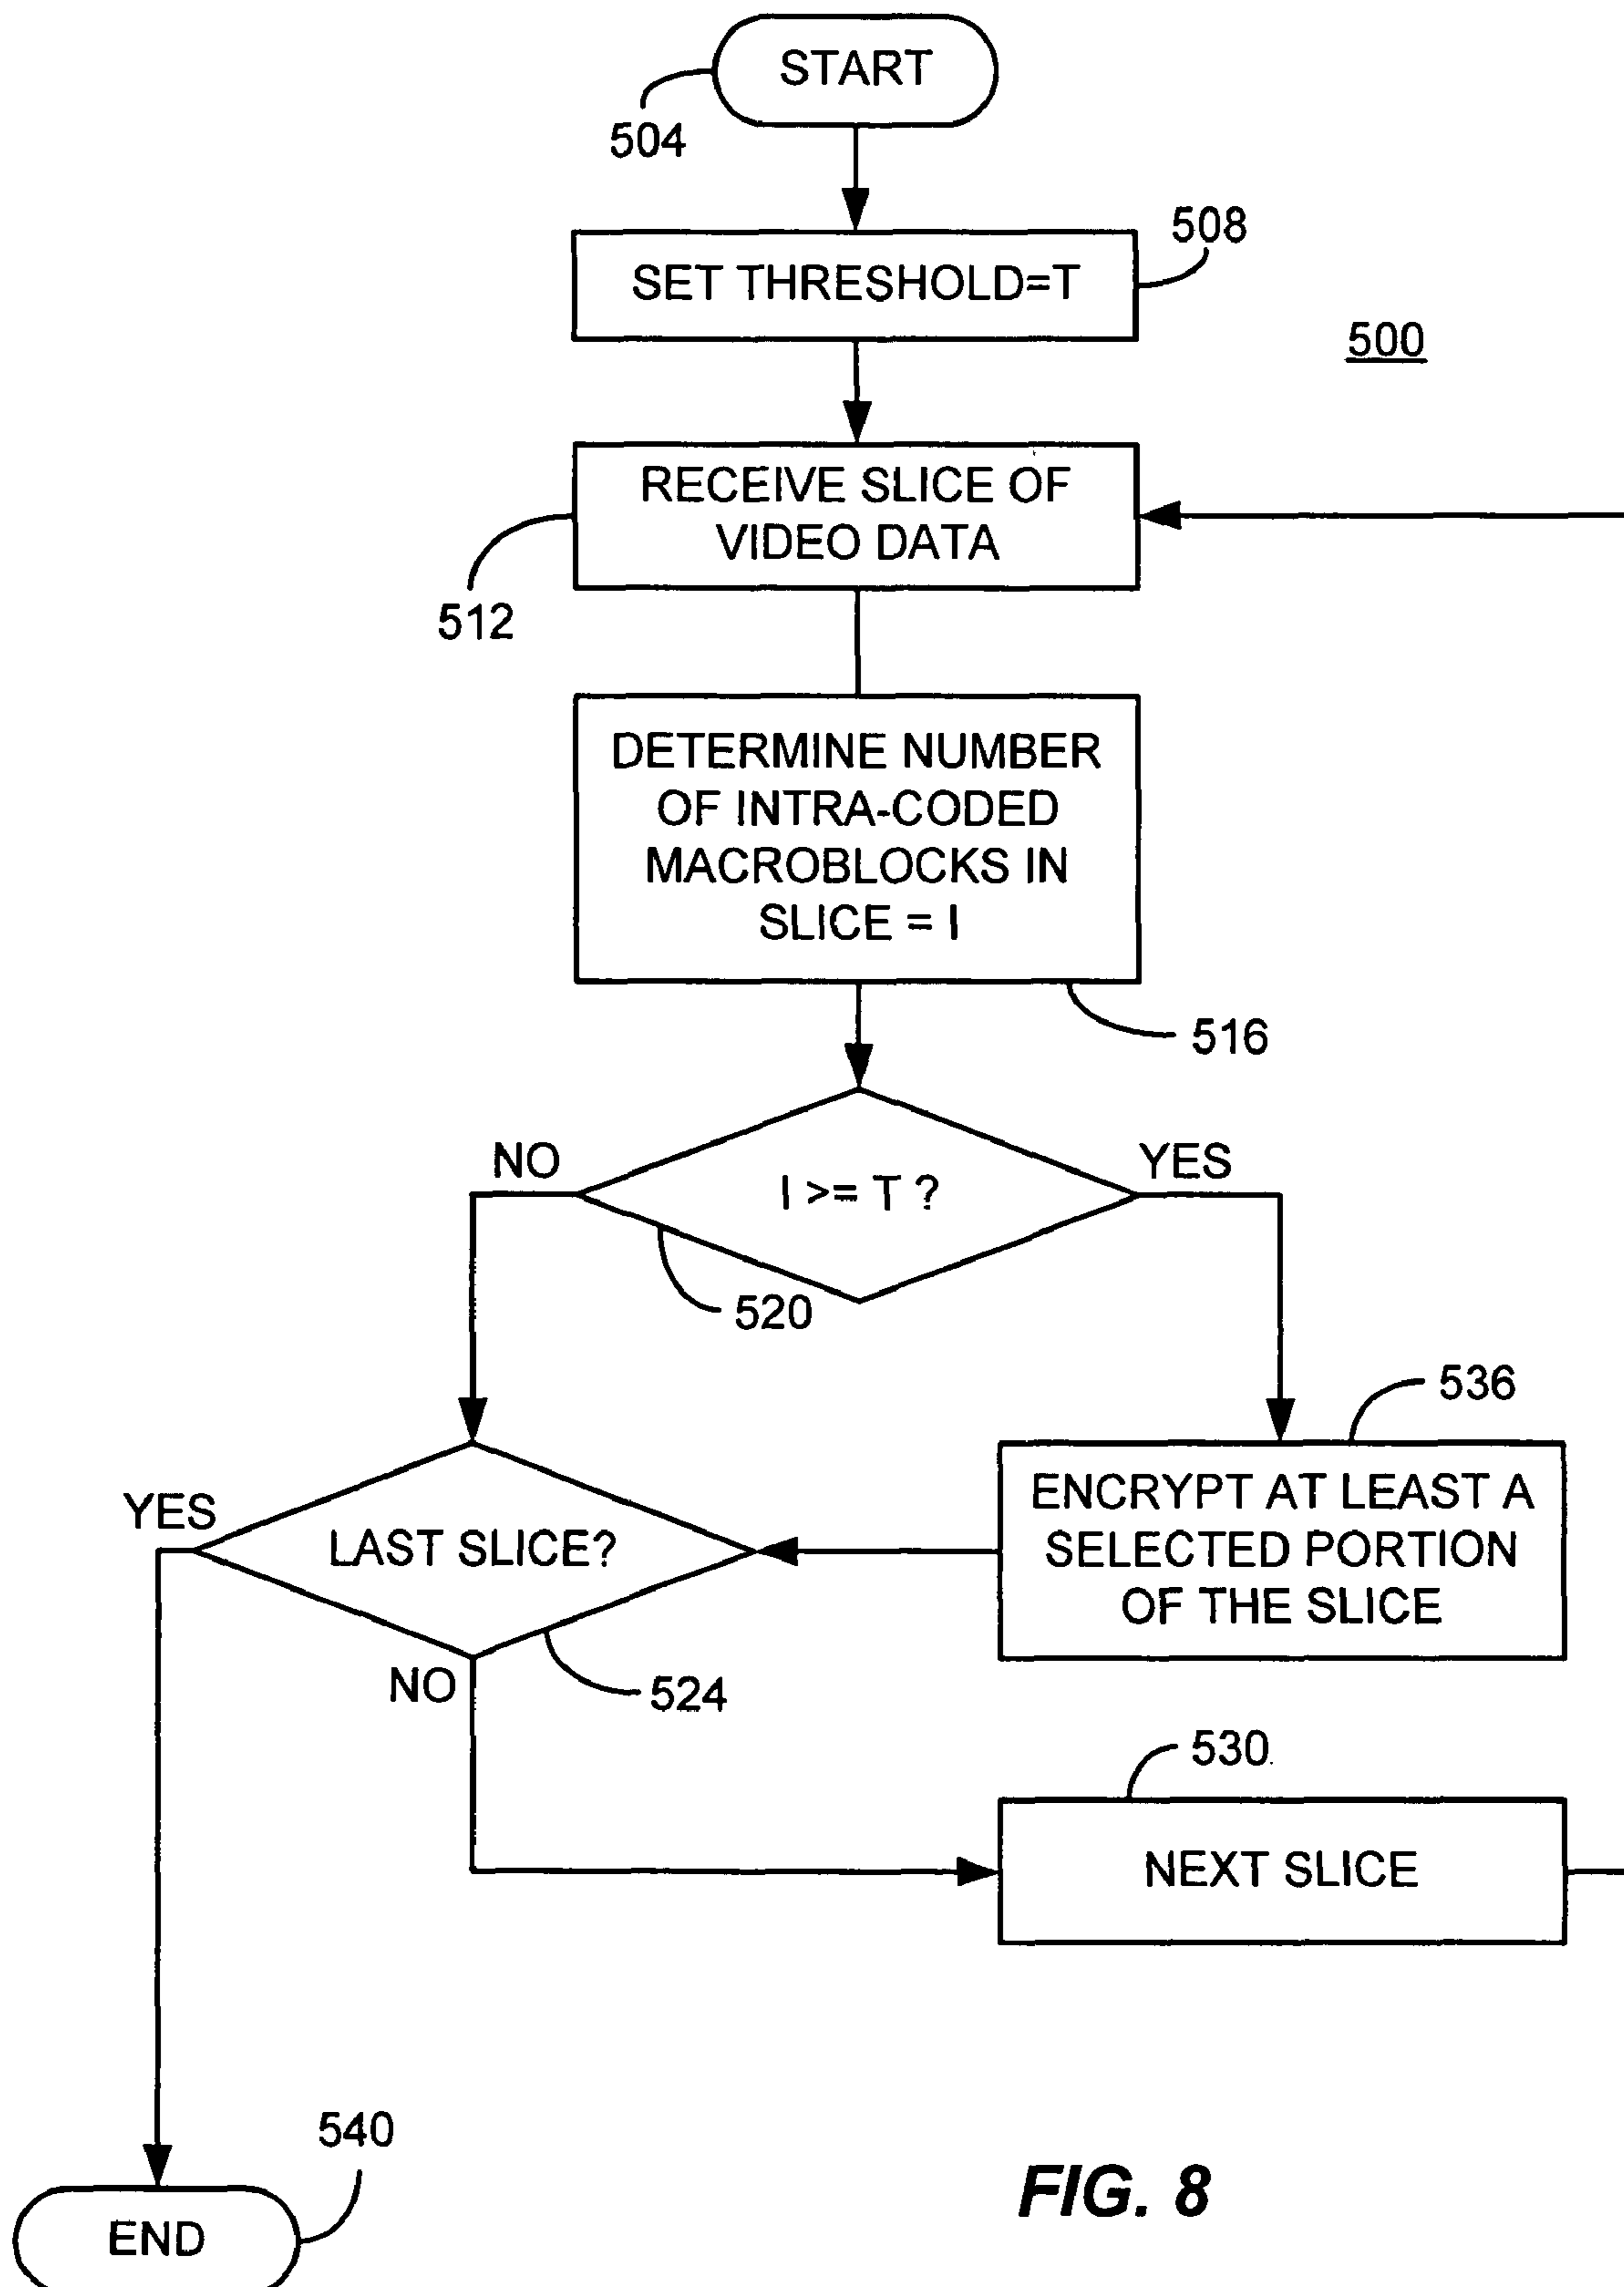 START
504
508
SET THRESHOLD=T
500
RECEIVE SLICE OF
VIDEO DATA
512
DETERMINE NUMBER
OF INTRA-CODED
MACROBLOCKS IN
SLICE = I
516
NO
YES
I >= T ?
520
536
YES
LAST SLICE?
ENCRYPT AT LEAST A
SELECTED PORTION
OF THE SLICE
NO
524
530
NEXT SLICE
540
END
FIG. 8